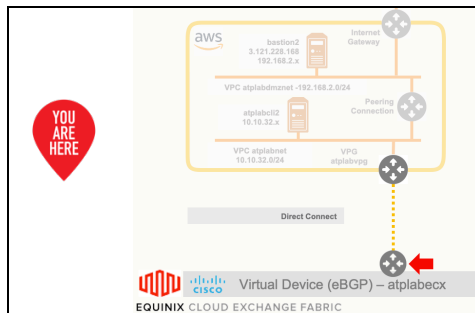 YOU
ARE
HERE
aws
Internet
Gateway
bastion2
3.121.228.168
192.168.2.x
VPC atplabdmznet -192.168.2.0/24
atplabcli2
10.10.32.x
Peering
Connection
VPC atplabnet
10.10.32.0/24
VPG
atplabvpg
Direct Connect
CISCO
Virtual Device (eBGP) – atplabecx
EQUINIX CLOUD EXCHANGE FABRIC